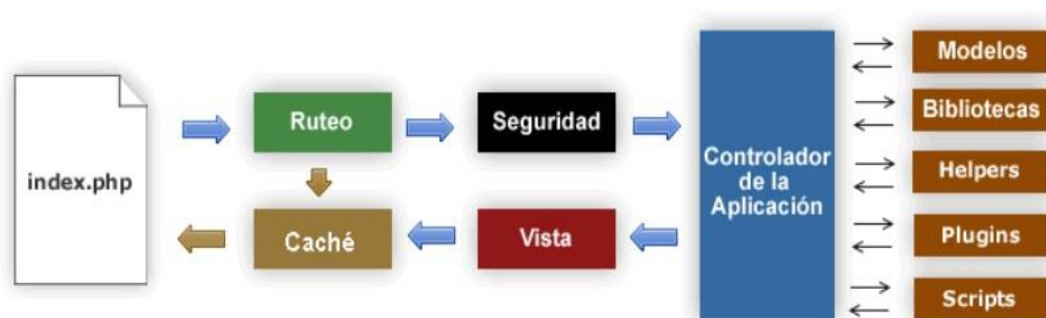 index.php
Ruteo
Seguridad
Caché
Vista
Controlador
de la
Aplicación
Modelos
Bibliotecas
Helpers
Plugins
Scripts